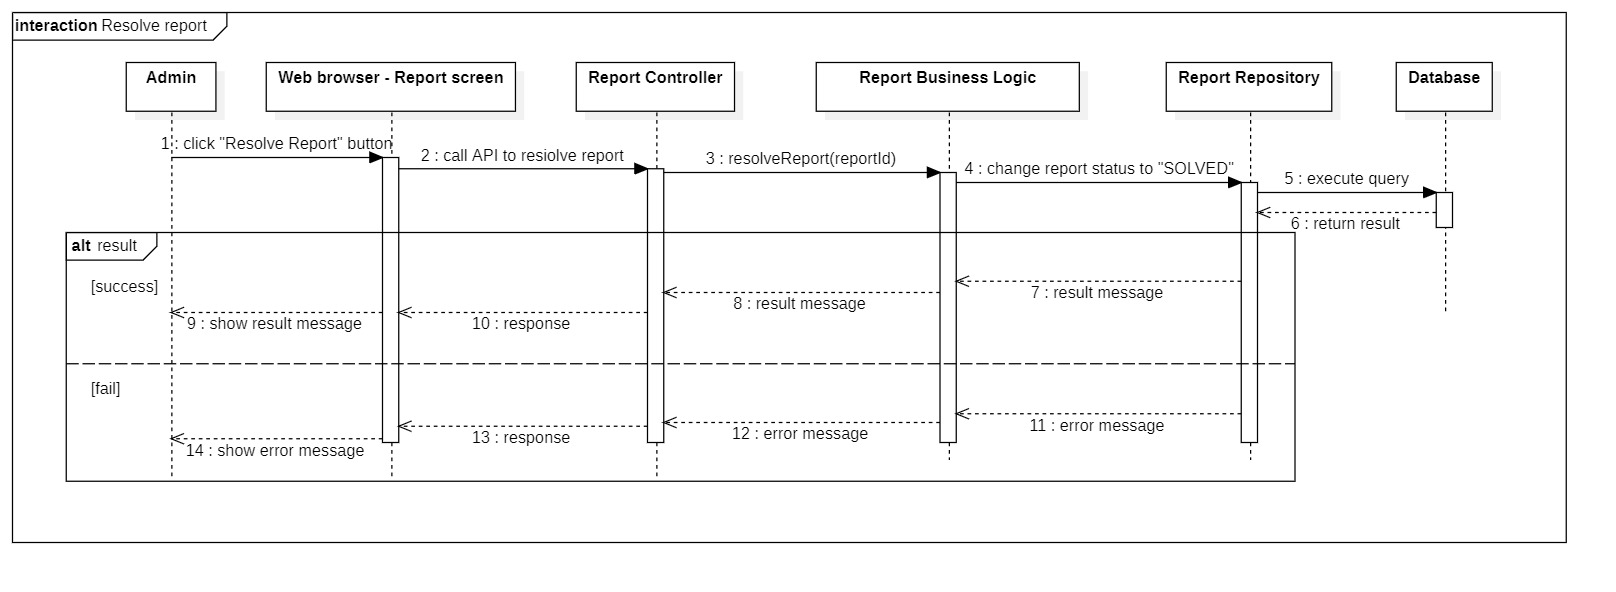 interaction Resolve report
Admin
Web browser - Report screen
Report Controller
Report Business Logic
Report Repository
Database
1 : click "Resolve Report" button
2 : call API to resiolve report
3 : resolveReport(reportId)
4 : change report status to "SOLVED"
5 : execute query
6 : return result
alt result
[success]
7 : result message
8 : result message
9 : show result message
10 : response
[fail]
11 : error message
12 : error message
13 : response
14 : show error message